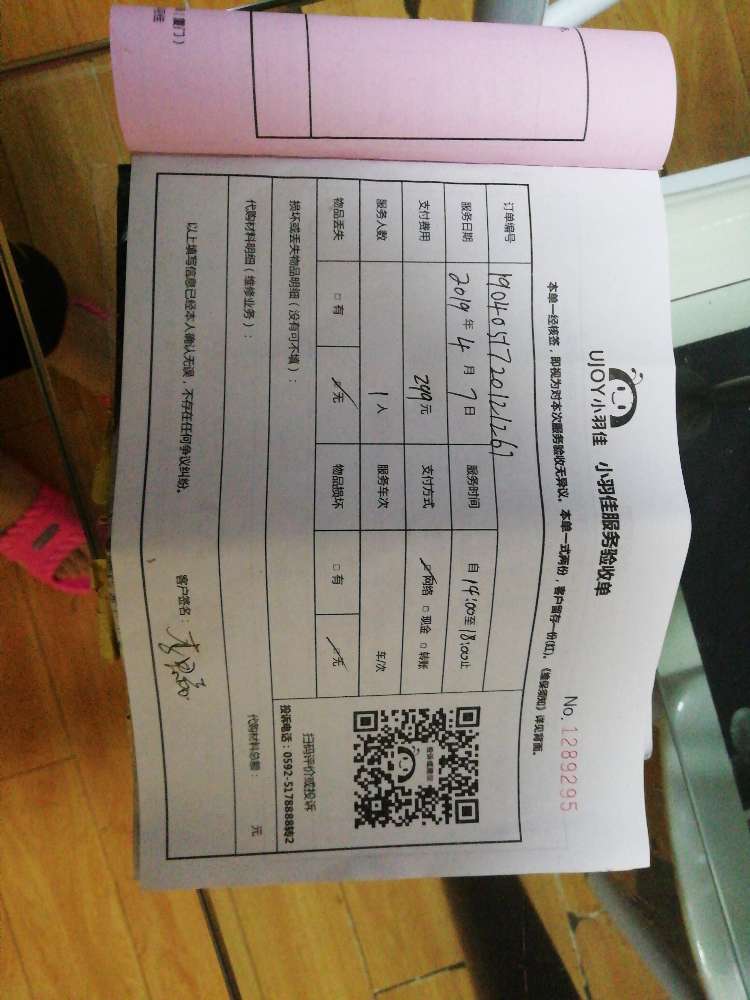 UJOY小羽佳 小羽佳服务验收单
No. 1289295
本单一经核签，即视为对本次服务验收无异议。本单一式两份，客户留存一份(红)。《维保须知》详见背面。
订单编号
服务日期 2019 年 4 月 7 日 服务时间 自 14:00至 18:00止
支付费用 299元 支付方式 网络 现金 转账
服务人数 1人 服务车次 车/次
物品丢失 有 无 物品损坏 有 无
损坏或丢失物品明细（没有可不填）：
扫码评价或投诉
投诉电话：0592-5178888转2
代购材料明细（维修业务）： 代购材料总额： 元
以上填写信息已经本人确认无误，不存在任何争议纠纷。 客户签名：